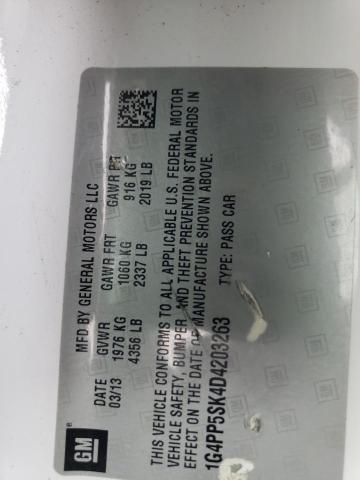 GM
MFD BY GENERAL MOTORS LLC
DATE GVWR GAWR FRT GAWR RR
03/13 1976 KG 1060 KG 916 KG
4356 LB 2337 LB 2019 LB
THIS VEHICLE CONFORMS TO ALL APPLICABLE U.S. FEDERAL MOTOR
VEHICLE SAFETY, BUMPER, AND THEFT PREVENTION STANDARDS IN
EFFECT ON THE DATE OF MANUFACTURE SHOWN ABOVE.
1G4PP5SK4D4203263 TYPE: PASS CAR